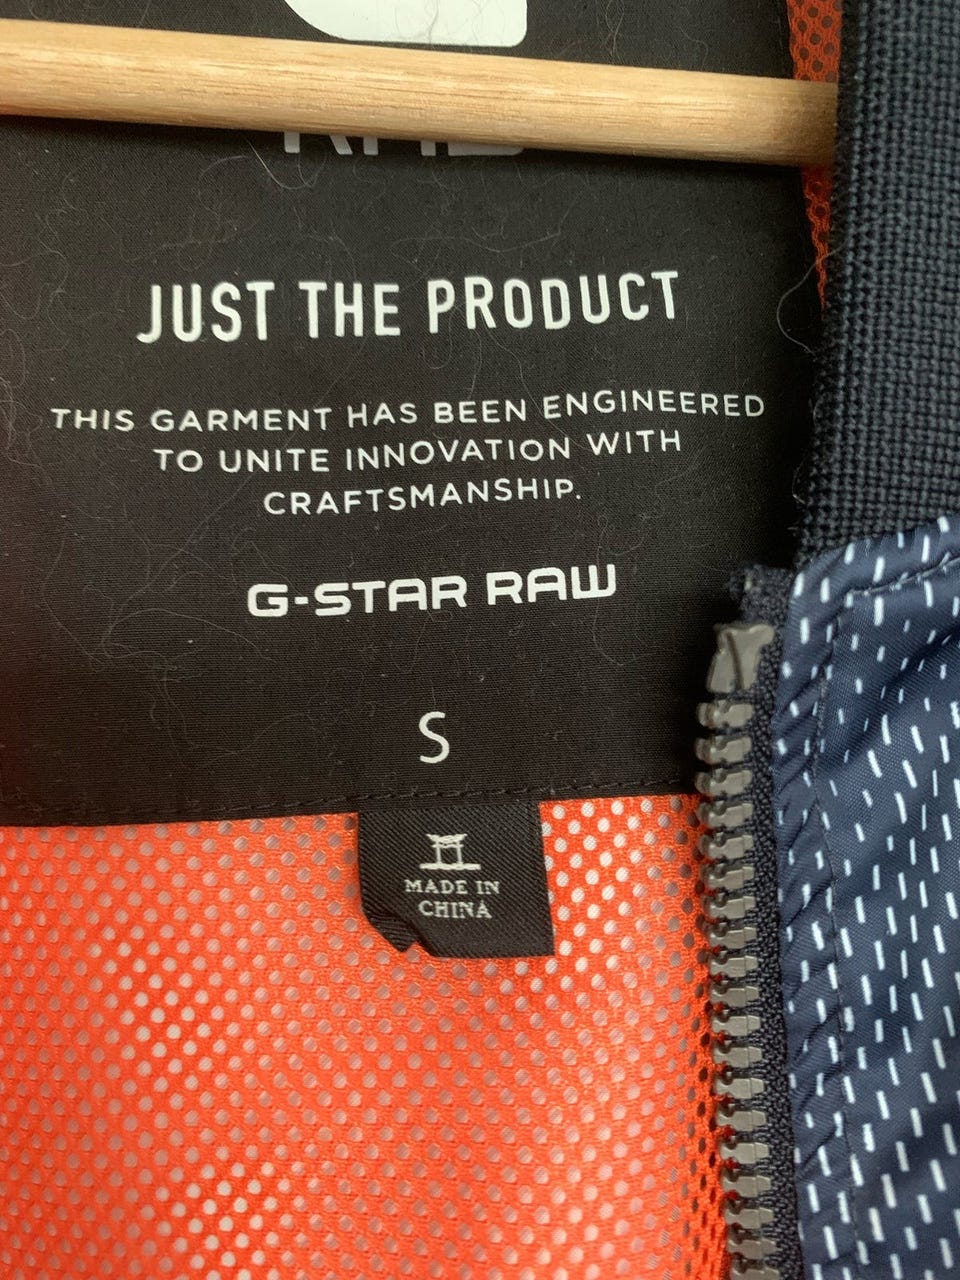 JUST THE PRODUCT
THIS GARMENT HAS BEEN ENGINEERED
TO UNITE INNOVATION WITH
CRAFTSMANSHIP.
G-STAR RAW
S
MADE IN
CHINA